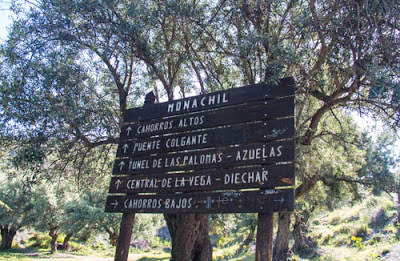 MONACHIL
CAHORROS ALTOS
PUENTE COLGANTE
TUNEL DE LAS PALOMAS - AZUELAS
CENTRAL DE LA VEGA - DIECHAR
CAHORROS BAJOS